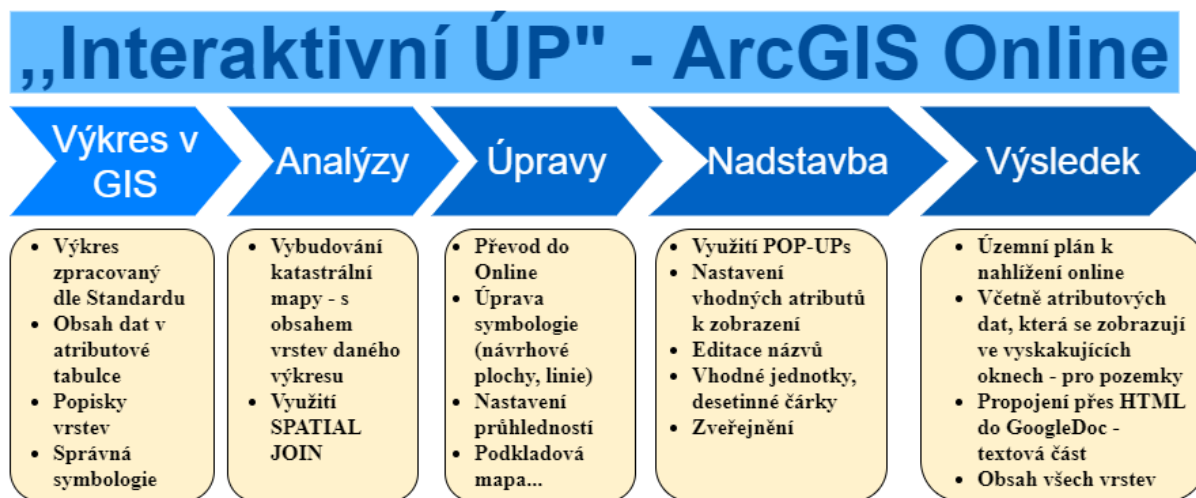 ,,Interaktivní ÚP" - ArcGIS Online
Výkres v
GIS
Analýzy
Úpravy
Nadstavba
Výsledek
• Výkres
zpracovaný
dle Standardu
• Obsah dat v
atributové
tabulce
• Popisky
vrstev
• Správná
symbologie
• Vybudování
katastrální
mapy - s
obsahem
vrstev daného
výkresu
• Využití
SPATIAL
JOIN
• Převod do
Online
• Úprava
symbologie
(návrhové
plochy, linie)
• Nastavení
průhledností
• Podkladová
mapa...
• Využití POP-UPs
• Nastavení
vhodných atributů
k zobrazení
• Editace názvů
• Vhodné jednotky,
desetinné čárky
• Zveřejnění
• Územní plán k
nahlížení online
• Včetně atributových
dat, která se zobrazují
ve vyskakujících
oknech - pro pozemky
• Propojení přes HTML
do GoogleDoc -
textová část
• Obsah všech vrstev